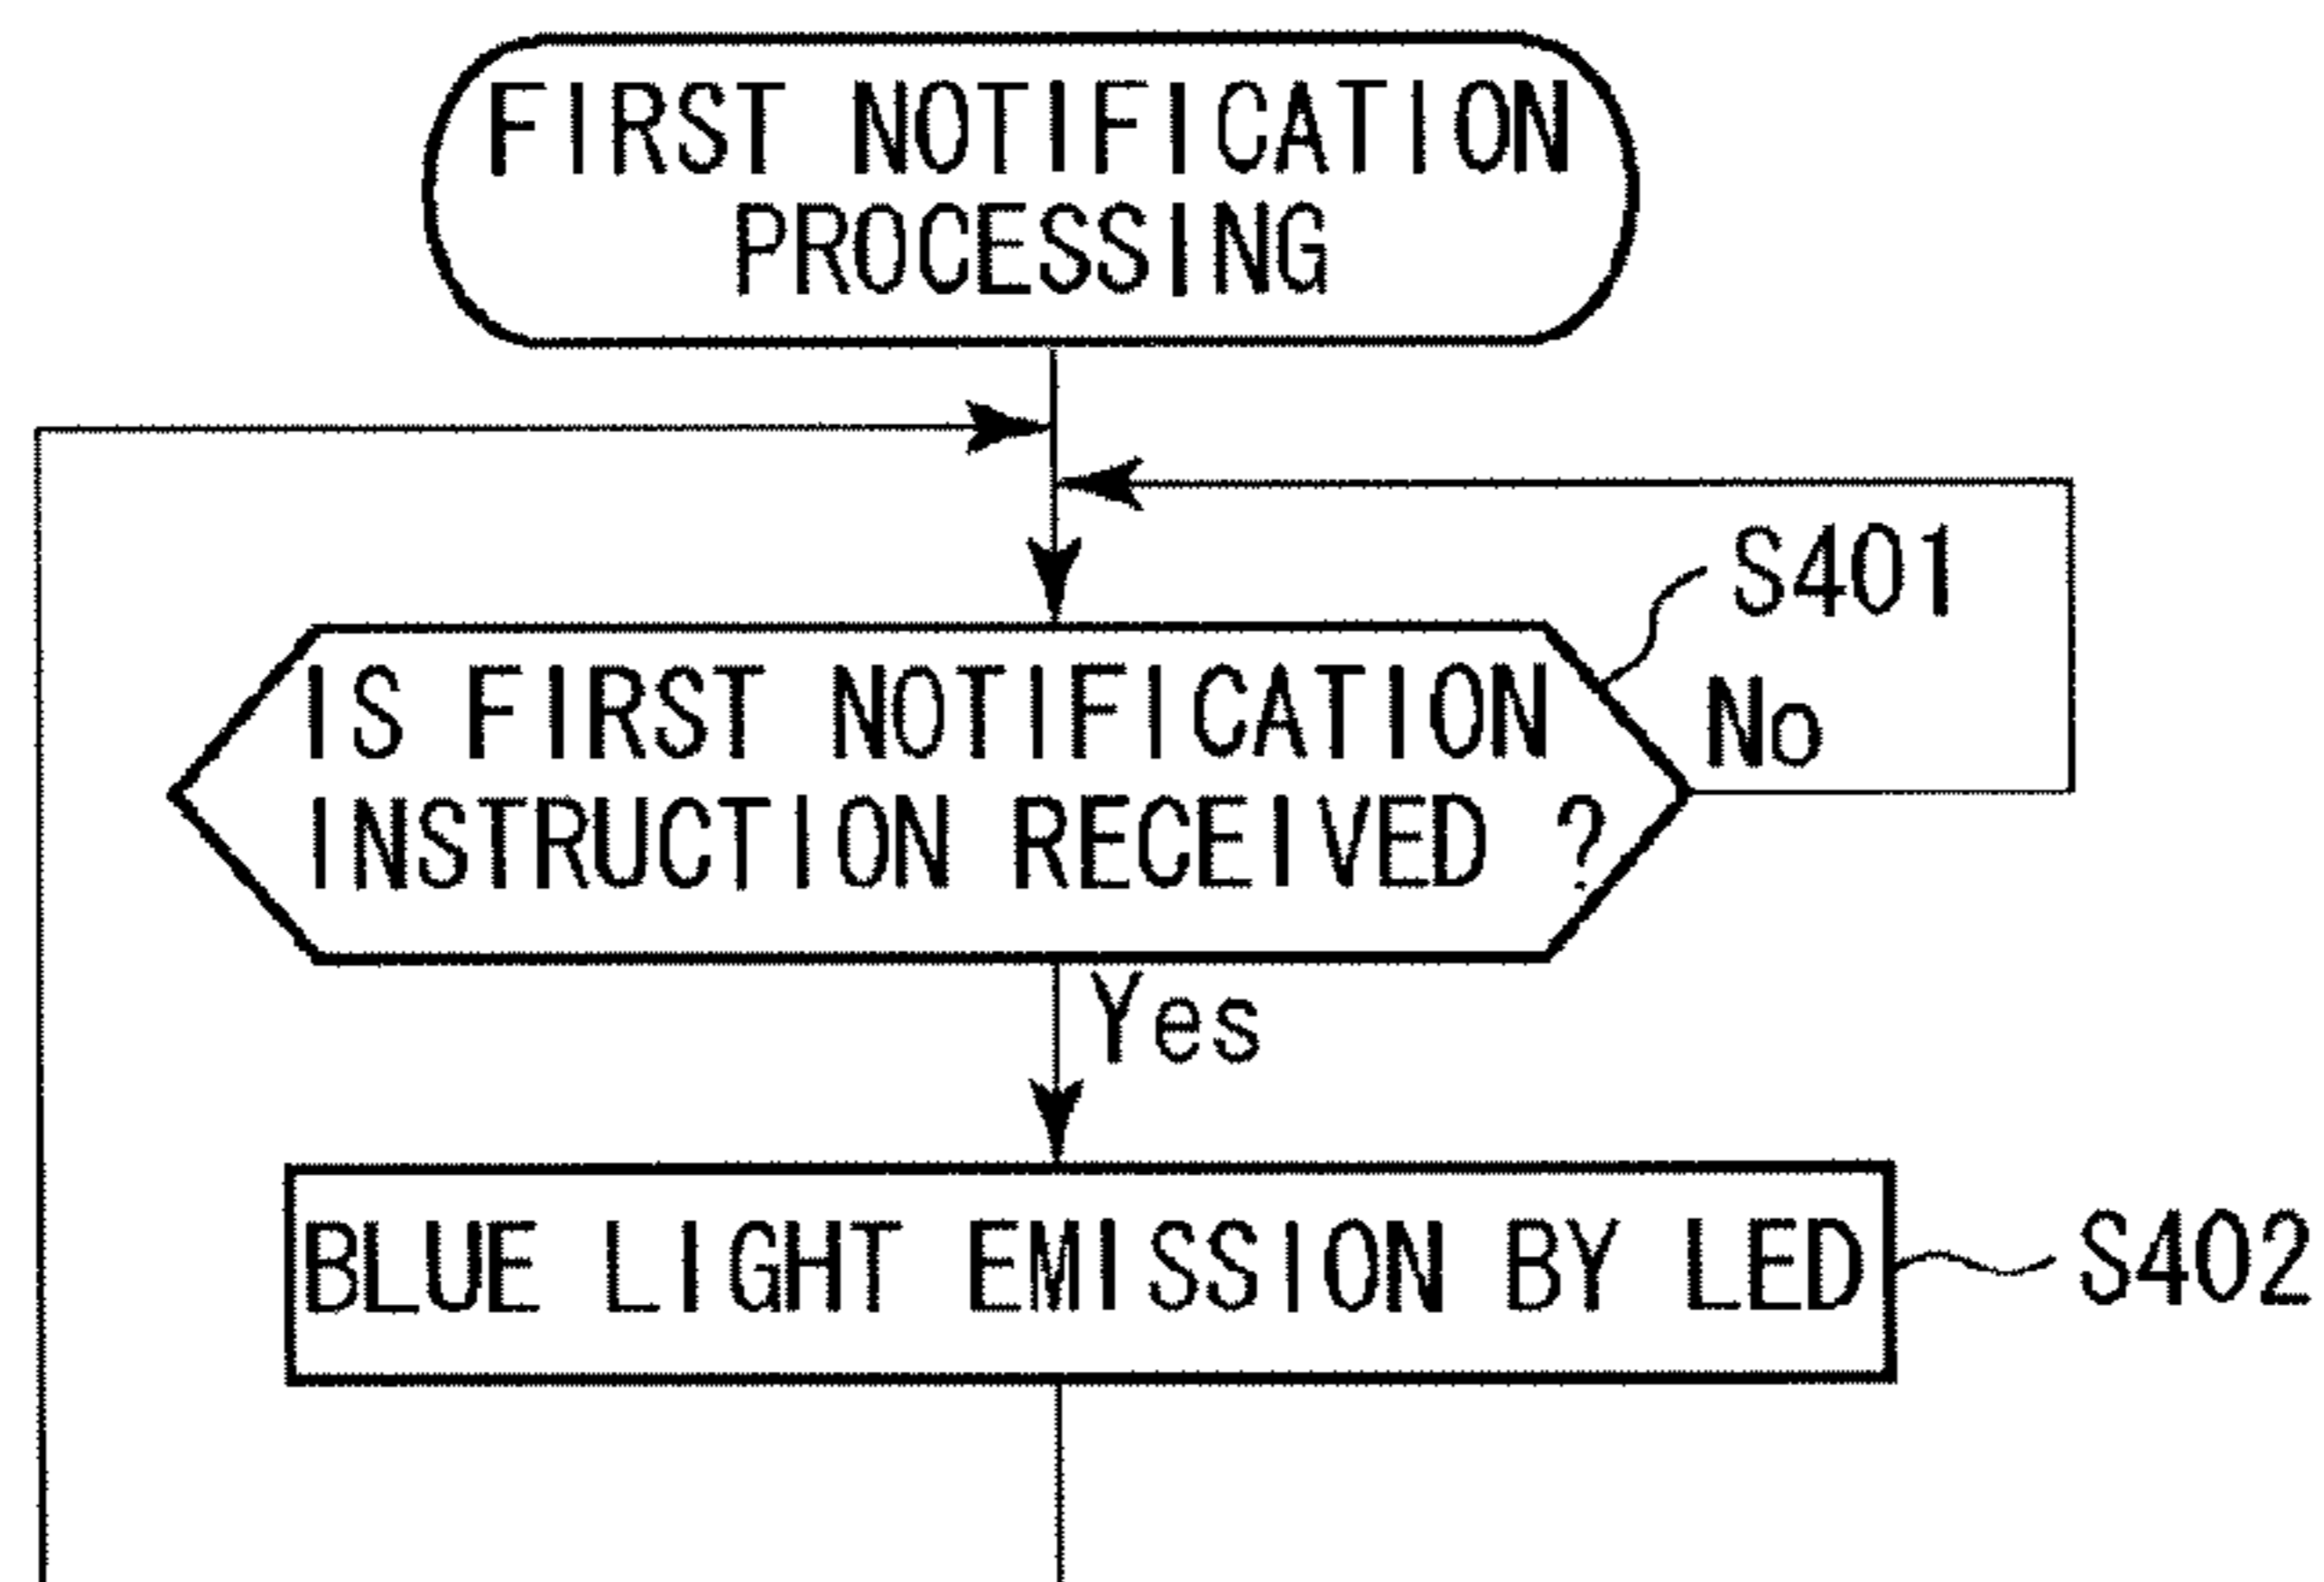 FIRST NOTIFICATION
PROCESSING
S401
IS FIRST NOTIFICATION
No
INSTRUCTION RECEIVED ?
Yes
BLUE LIGHT EMISSION BY LED
S402